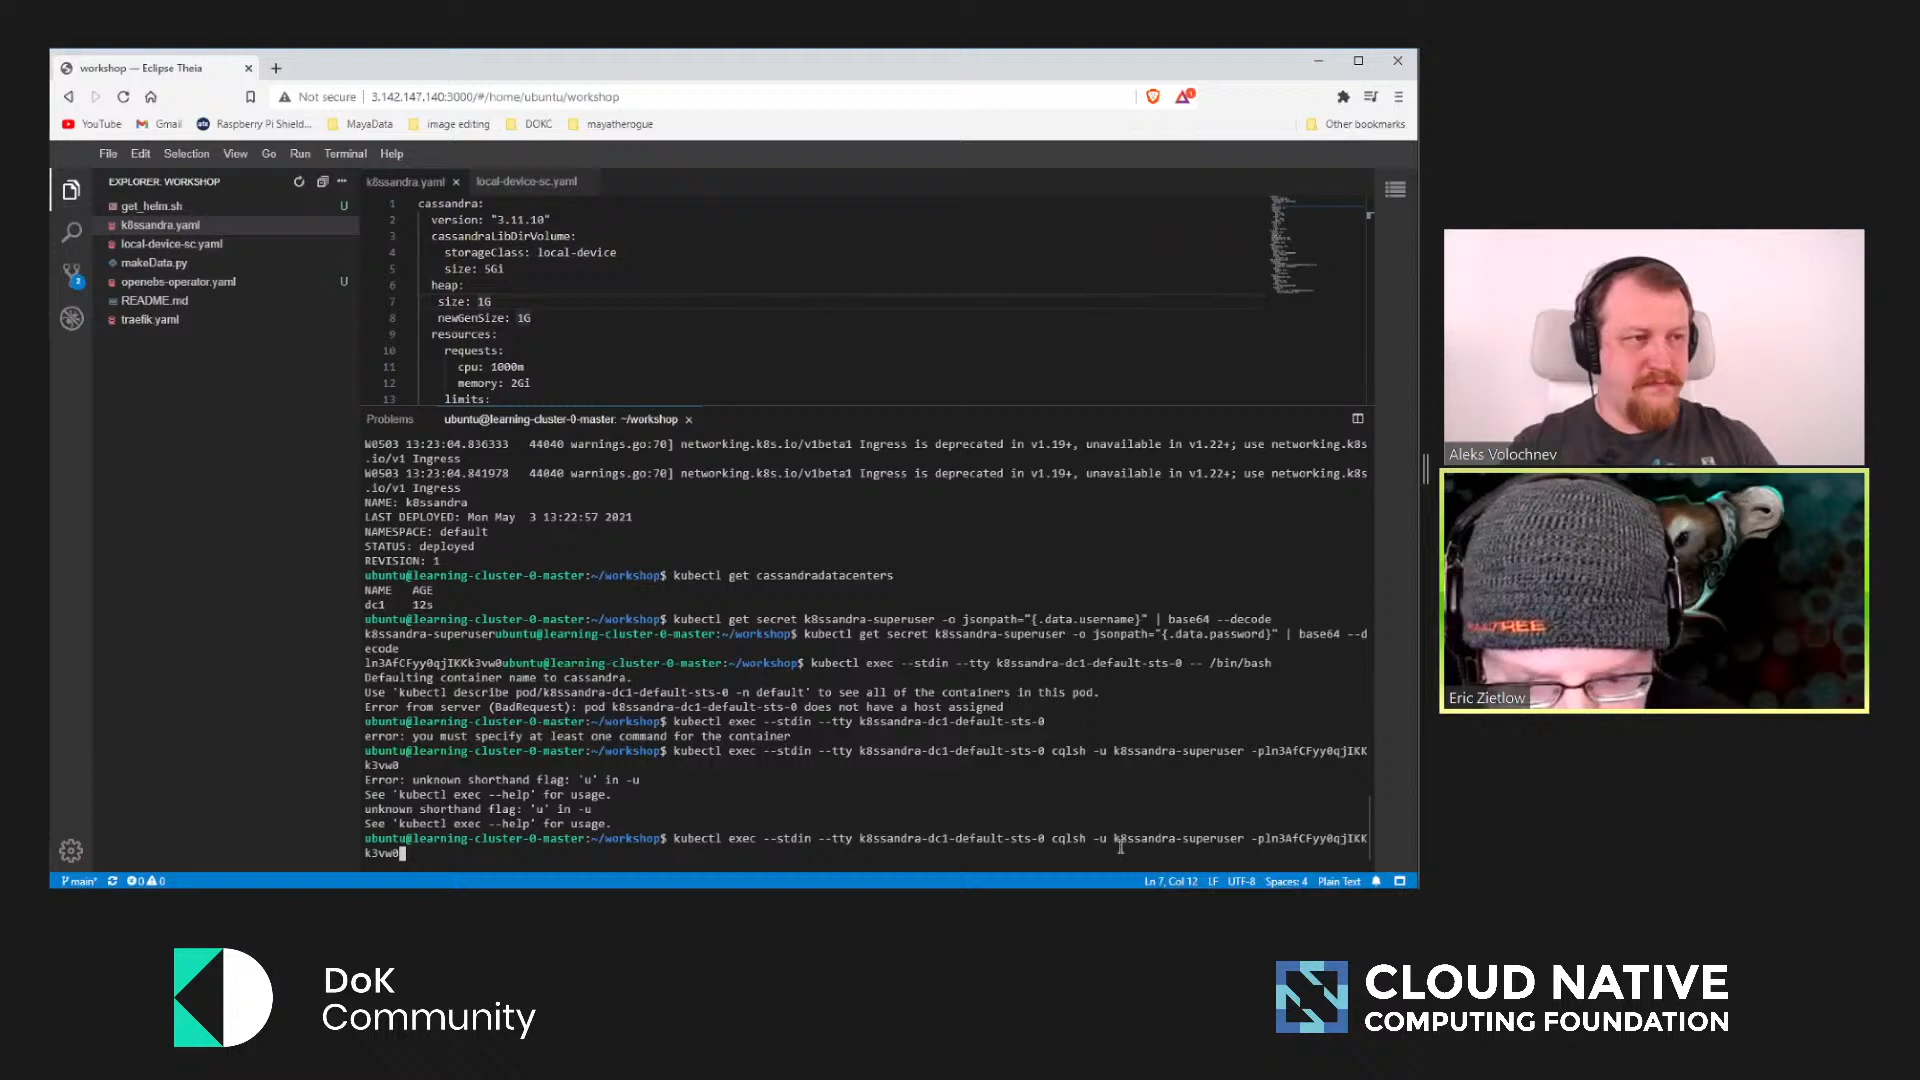 workshop — Eclipse Theia
Not secure
3.142.147.140:3000/#/home/ubuntu/workshop
YouTube
Gmail
Raspberry Pi Shield...
MayaData
image editing
DOKC
mayatherogue
Other bookmarks
File Edit Selection View Go Run Terminal Help
EXPLORER: WORKSHOP
get_helm.sh U
k8ssandra.yaml
local-device-sc.yaml
makeData.py
openebs-operator.yaml U
README.md
traefik.yaml
2
k8ssandra.yaml
local-device-sc.yaml
1 cassandra:
2 version: "3.11.10"
3 cassandraLibDirVolume:
4 storageClass: local-device
5 size: 5Gi
6 heap:
7 size: 1G
8 newGenSize: 1G
9 resources:
10 requests:
11 cpu: 1000m
12 memory: 2Gi
13 limits:
Problems
ubuntu@learning-cluster-0-master: ~/workshop
W0503 13:23:04.836333 44040 warnings.go:70] networking.k8s.io/v1beta1 Ingress is deprecated in v1.19+, unavailable in v1.22+; use networking.k8s
.io/v1 Ingress
W0503 13:23:04.841978 44040 warnings.go:70] networking.k8s.io/v1beta1 Ingress is deprecated in v1.19+, unavailable in v1.22+; use networking.k8s
.io/v1 Ingress
NAME: k8ssandra
LAST DEPLOYED: Mon May 3 13:22:57 2021
NAMESPACE: default
STATUS: deployed
REVISION: 1
ubuntu@learning-cluster-0-master:~/workshop$ kubectl get cassandradatacenters
NAME AGE
dc1 12s
ubuntu@learning-cluster-0-master:~/workshop$ kubectl get secret k8ssandra-superuser -o jsonpath="{.data.username}" | base64 --decode
k8ssandra-superuserubuntu@learning-cluster-0-master:~/workshop$ kubectl get secret k8ssandra-superuser -o jsonpath="{.data.password}" | base64 --d
ecode
ln3AfCFyy0qjIKKk3vw0ubuntu@learning-cluster-0-master:~/workshop$ kubectl exec --stdin --tty k8ssandra-dc1-default-sts-0 -- /bin/bash
Defaulting container name to cassandra.
Use 'kubectl describe pod/k8ssandra-dc1-default-sts-0 -n default' to see all of the containers in this pod.
Error from server (BadRequest): pod k8ssandra-dc1-default-sts-0 does not have a host assigned
ubuntu@learning-cluster-0-master:~/workshop$ kubectl exec --stdin --tty k8ssandra-dc1-default-sts-0
error: you must specify at least one command for the container
ubuntu@learning-cluster-0-master:~/workshop$ kubectl exec --stdin --tty k8ssandra-dc1-default-sts-0 cqlsh -u k8ssandra-superuser -pln3AfCFyy0qjIKK
k3vw0
Error: unknown shorthand flag: 'u' in -u
See 'kubectl exec --help' for usage.
unknown shorthand flag: 'u' in -u
See 'kubectl exec --help' for usage.
ubuntu@learning-cluster-0-master:~/workshop$ kubectl exec --stdin --tty k8ssandra-dc1-default-sts-0 cqlsh -u k8ssandra-superuser -pln3AfCFyy0qjIKK
k3vw0
main* 0 0
Ln 7, Col 12 LF UTF-8 Spaces: 4 Plain Text
Aleks Volochnev
Eric Zietlow
DoK
Community
CLOUD NATIVE
COMPUTING FOUNDATION